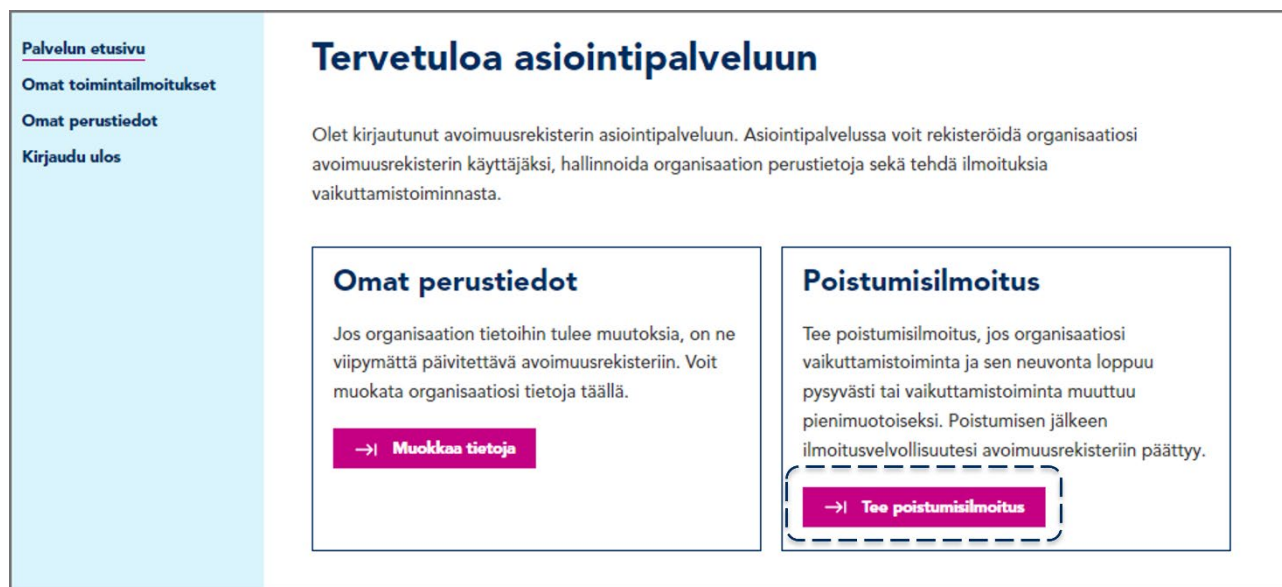 Palvelun etusivu
Omat toimintailmoitukset
Omat perustiedot
Kirjaudu ulos
Tervetuloa asiointipalveluun
Olet kirjautunut avoimuusrekisterin asiointipalveluun. Asiointipalvelussa voit rekisteröidä organisaatiosi
avoimuusrekisterin käyttäjäksi, hallinnoida organisaation perustietoja sekä tehdä ilmoituksia
vaikuttamistoiminnasta.
Omat perustiedot
Jos organisaation tietoihin tulee muutoksia, on ne
viipymättä päivitettävä avoimuusrekisteriin. Voit
muokata organisaatiosi tietoja täällä.
Muokkaa tietoja
Poistumisilmoitus
Tee poistumisilmoitus, jos organisaatiosi
vaikuttamistoiminta ja sen neuvonta loppuu
pysyvästi tai vaikuttamistoiminta muuttuu
pienimuotoiseksi. Poistumisen jälkeen
ilmoitusvelvollisuutesi avoimuusrekisteriin päättyy.
Tee poistumisilmoitus